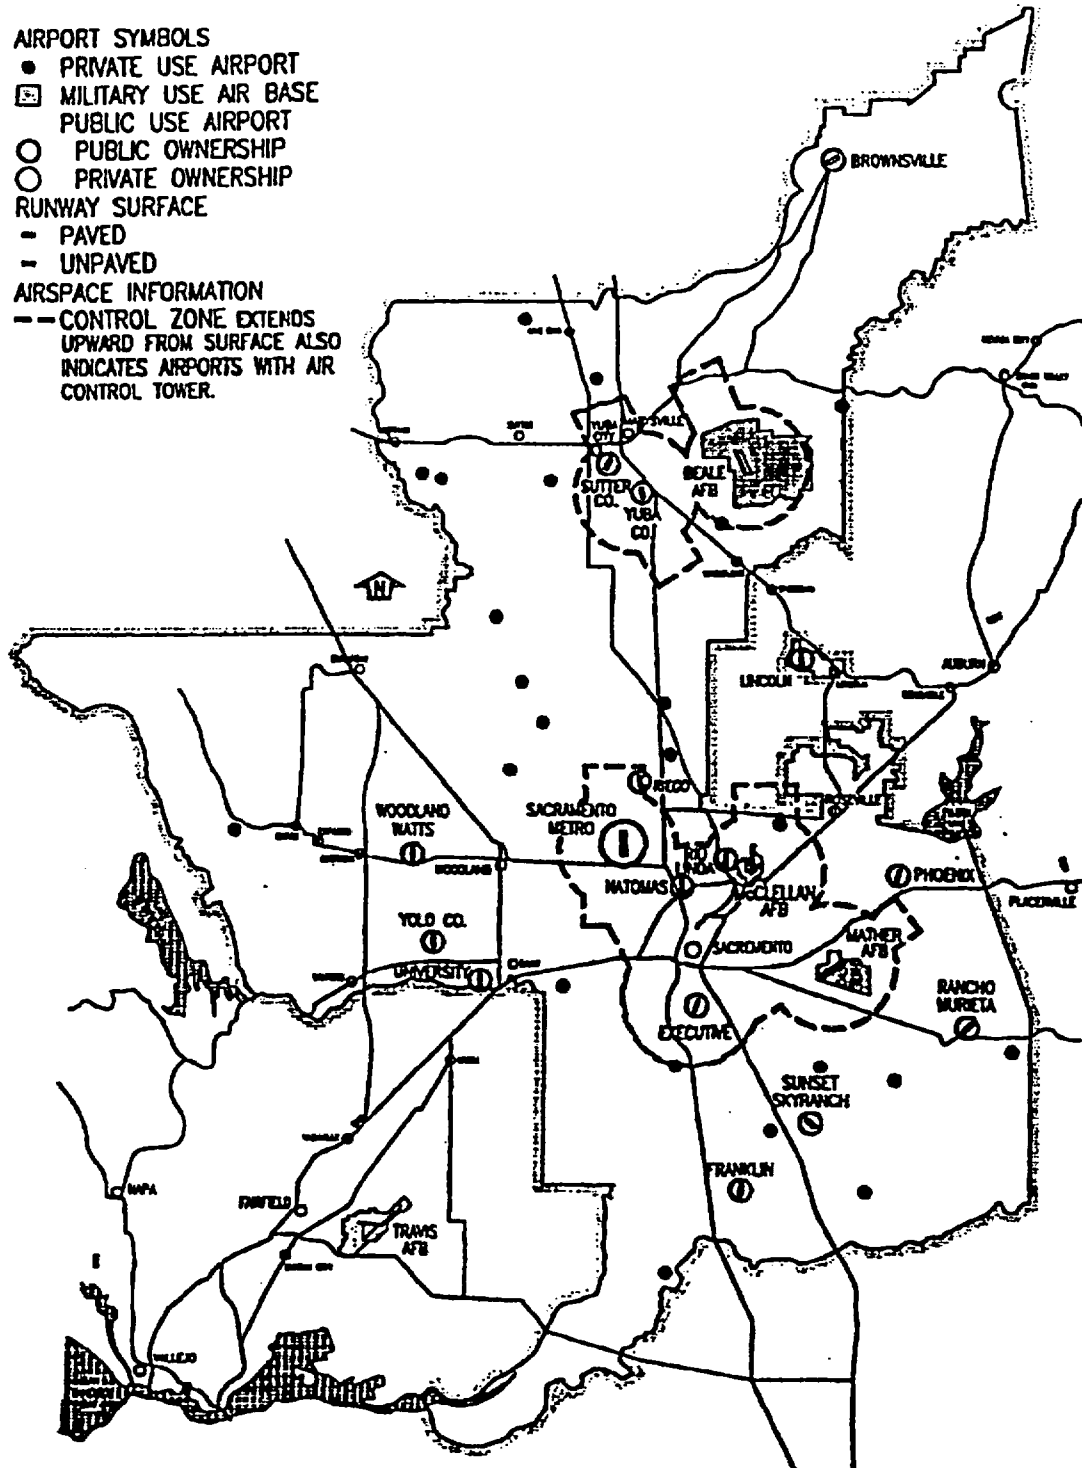 AIRPORT SYMBOLS
PRIVATE USE AIRPORT
MILITARY USE AIR BASE
PUBLIC USE AIRPORT
PUBLIC OWNERSHIP
PRIVATE OWNERSHIP
RUNWAY SURFACE
PAVED
UNPAVED
AIRSPACE INFORMATION
CONTROL ZONE EXTENDS
UPWARD FROM SURFACE ALSO
INDICATES AIRPORTS WITH AIR
CONTROL TOWER.
BROWNSVILLE
YUBA
CITY
BEALE
AFB
SUTTER
CO.
YUBA
CO.
N
LINCOLN
AUBURN
RIEGO
SACRAMENTO
METRO
WOODLAND
WATTS
WOODLAND
ROSEVILLE
RIO
LINDA
NATOMAS
McCLELLAN
AFB
PHOENIX
PLACERVILLE
YOLO CO.
UNIVERSITY
SACRAMENTO
MATHER
AFB
RANCHO
MURIETA
EXECUTIVE
SUNSET
SKYRANCH
FRANKLIN
NAPA
FAIRFIELD
TRAVIS
AFB
VALLEJO